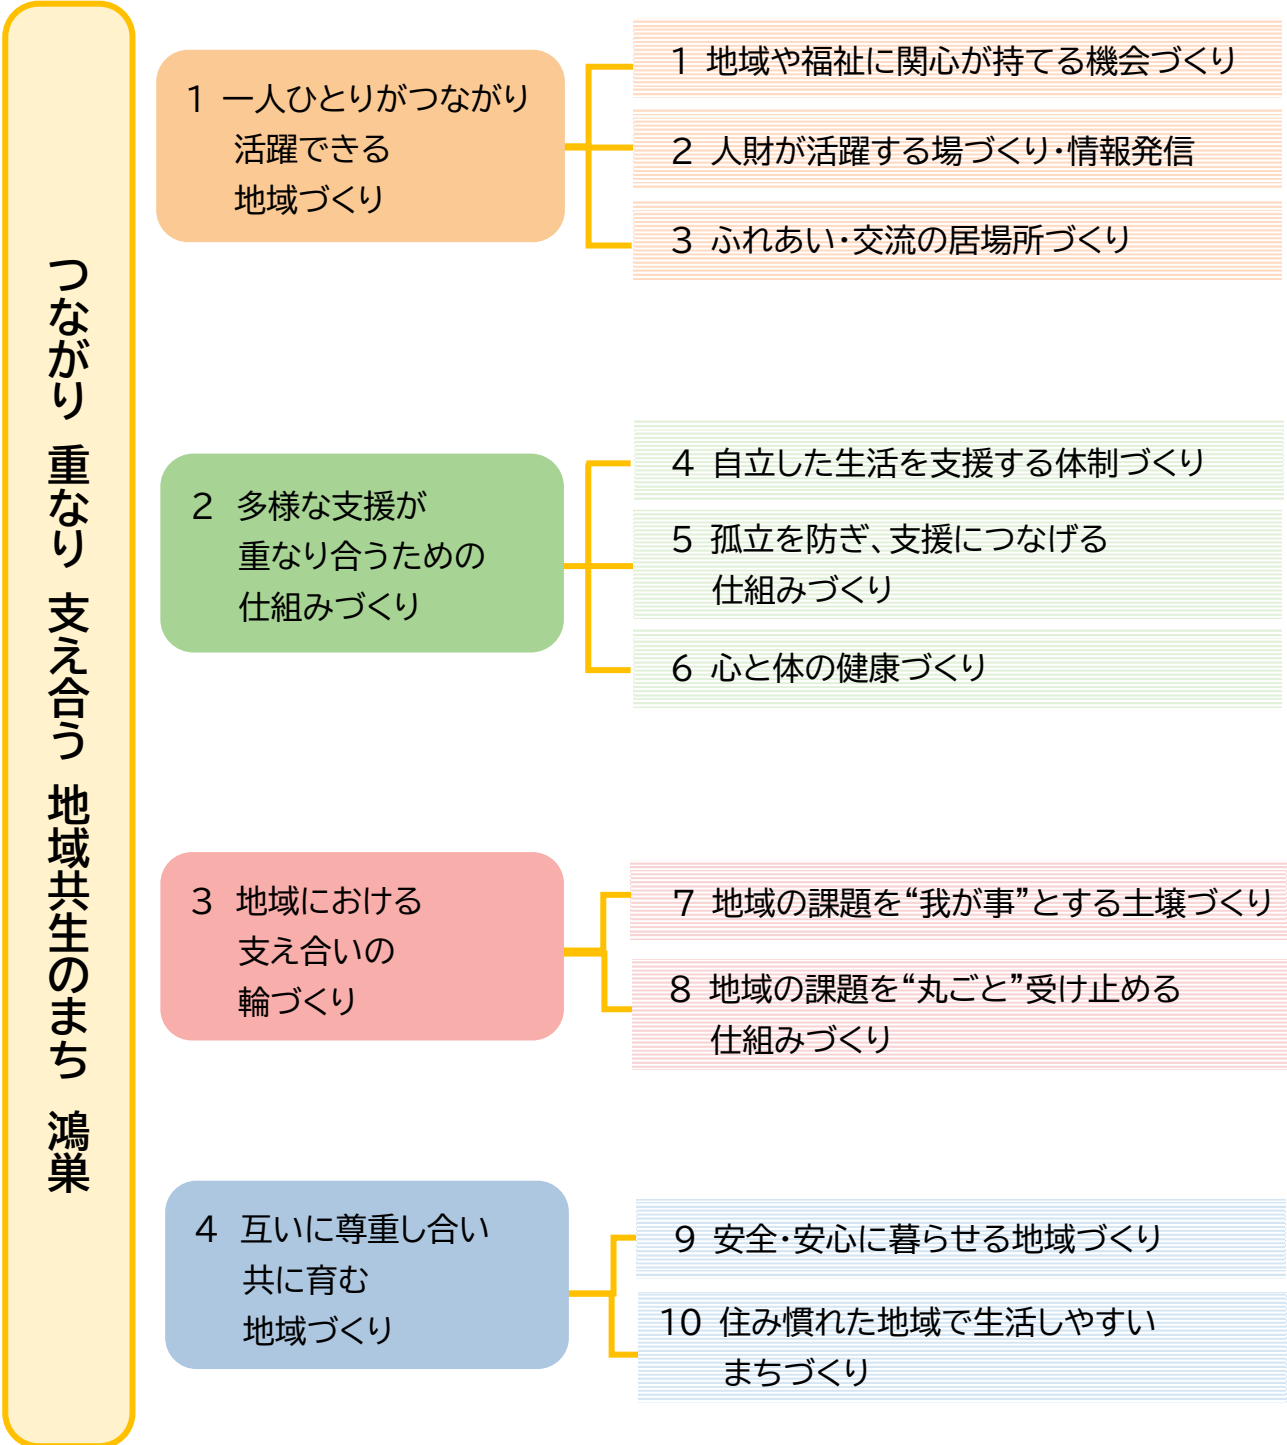 つながり 重なり 支え合う 地域共生のまち 鴻巣
1 一人ひとりがつながり
活躍できる
地域づくり
1 地域や福祉に関心が持てる機会づくり
2 人財が活躍する場づくり・情報発信
3 ふれあい・交流の居場所づくり
2 多様な支援が
重なり合うための
仕組みづくり
4 自立した生活を支援する体制づくり
5 孤立を防ぎ、支援につなげる
仕組みづくり
6 心と体の健康づくり
3 地域における
支え合いの
輪づくり
7 地域の課題を“我が事”とする土壌づくり
8 地域の課題を“丸ごと”受け止める
仕組みづくり
4 互いに尊重し合い
共に育む
地域づくり
9 安全・安心に暮らせる地域づくり
10 住み慣れた地域で生活しやすい
まちづくり